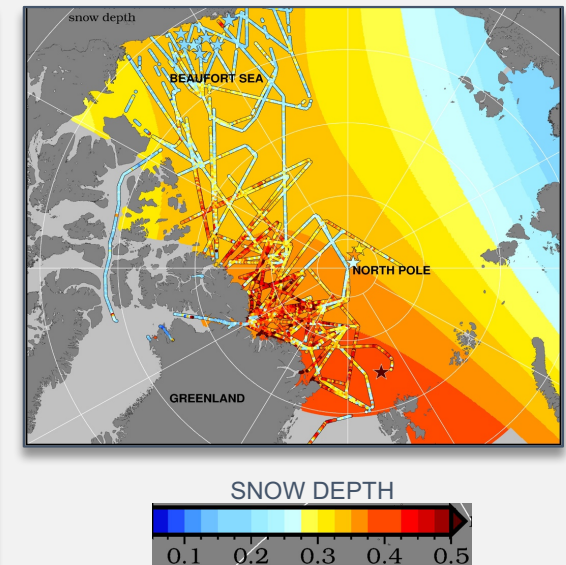 snow depth
BEAUFORT SEA
NORTH POLE
GREENLAND
SNOW DEPTH
0.1 0.2 0.3 0.4 0.5